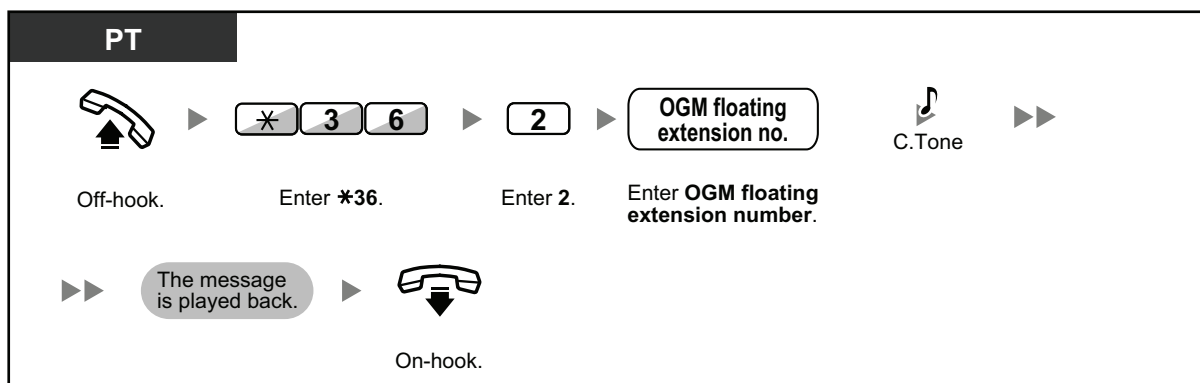 PT
✳ 3 6
2
OGM floating
extension no.
C.Tone
Off-hook.
Enter ✳36.
Enter 2.
Enter OGM floating
extension number.
The message
is played back.
On-hook.